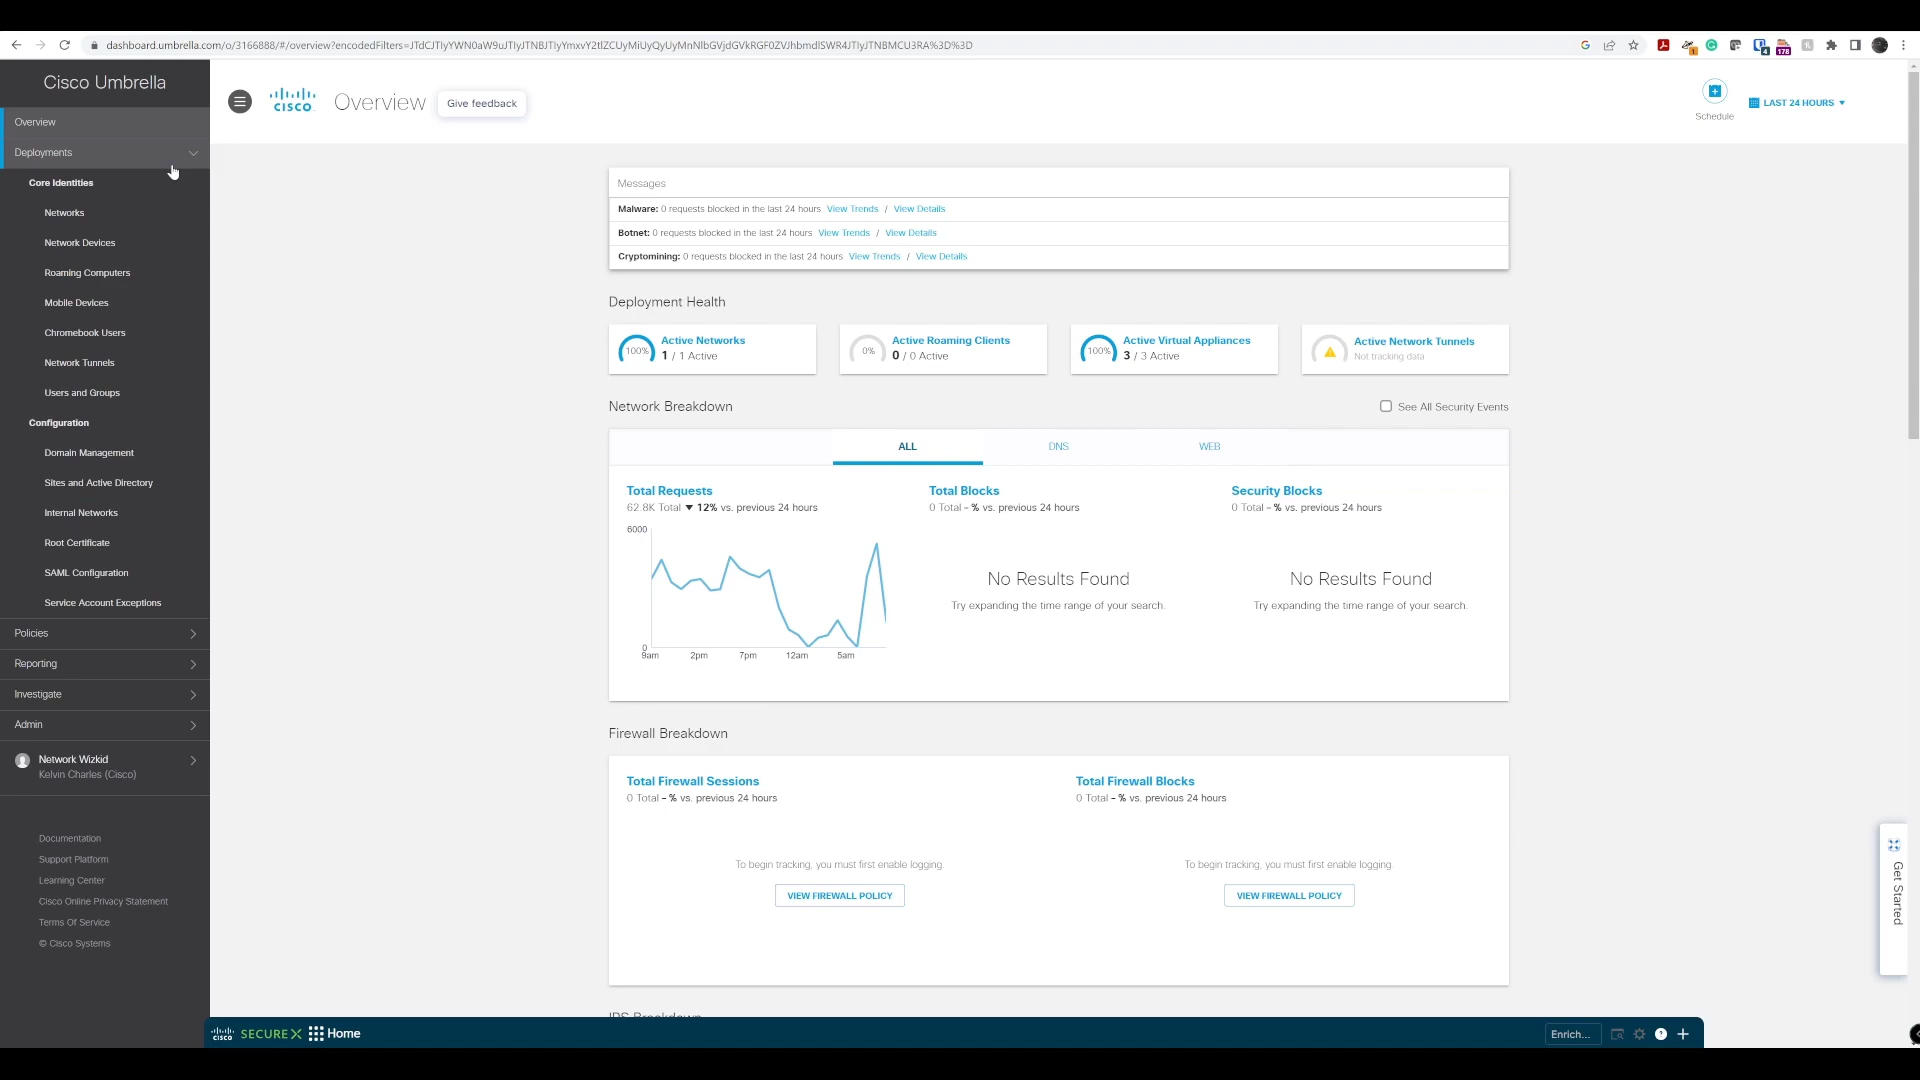 dashboard.umbrella.com/o/3166888/#/overview?encodedFilters=JTdCJTIyYWN0aW9uJTIyJTNBJTIyYmxvY2tlZCUyMiUyQyUyMnNlbGVjdGVkRGF0ZVJhbmdlSWR4JTIyJTNBMCU3RA%3D%3D
1
4
178
Cisco Umbrella
Overview
Deployments
Core Identities
Networks
Network Devices
Roaming Computers
Mobile Devices
Chromebook Users
Network Tunnels
Users and Groups
Configuration
Domain Management
Sites and Active Directory
Internal Networks
Root Certificate
SAML Configuration
Service Account Exceptions
Policies
Reporting
Investigate
Admin
Network Wizkid
Kelvin Charles (Cisco)
Documentation
Support Platform
Learning Center
Cisco Online Privacy Statement
Terms Of Service
© Cisco Systems
CISCO
Overview
Give feedback
Schedule
LAST 24 HOURS
Messages
Malware: 0 requests blocked in the last 24 hours View Trends / View Details
Botnet: 0 requests blocked in the last 24 hours View Trends / View Details
Cryptomining: 0 requests blocked in the last 24 hours View Trends / View Details
Deployment Health
100%
Active Networks
1 / 1 Active
0%
Active Roaming Clients
0 / 0 Active
100%
Active Virtual Appliances
3 / 3 Active
Active Network Tunnels
Not tracking data
Network Breakdown
See All Security Events
ALL
DNS
WEB
Total Requests
62.8K Total ▼ 12% vs. previous 24 hours
6000
0
9am 2pm 7pm 12am 5am
Total Blocks
0 Total - % vs. previous 24 hours
No Results Found
Try expanding the time range of your search.
Security Blocks
0 Total - % vs. previous 24 hours
No Results Found
Try expanding the time range of your search.
Firewall Breakdown
Total Firewall Sessions
0 Total - % vs. previous 24 hours
To begin tracking, you must first enable logging.
VIEW FIREWALL POLICY
Total Firewall Blocks
0 Total - % vs. previous 24 hours
To begin tracking, you must first enable logging.
VIEW FIREWALL POLICY
IPS Breakdown
Get Started
CISCO SECUREX Home
Enrich...